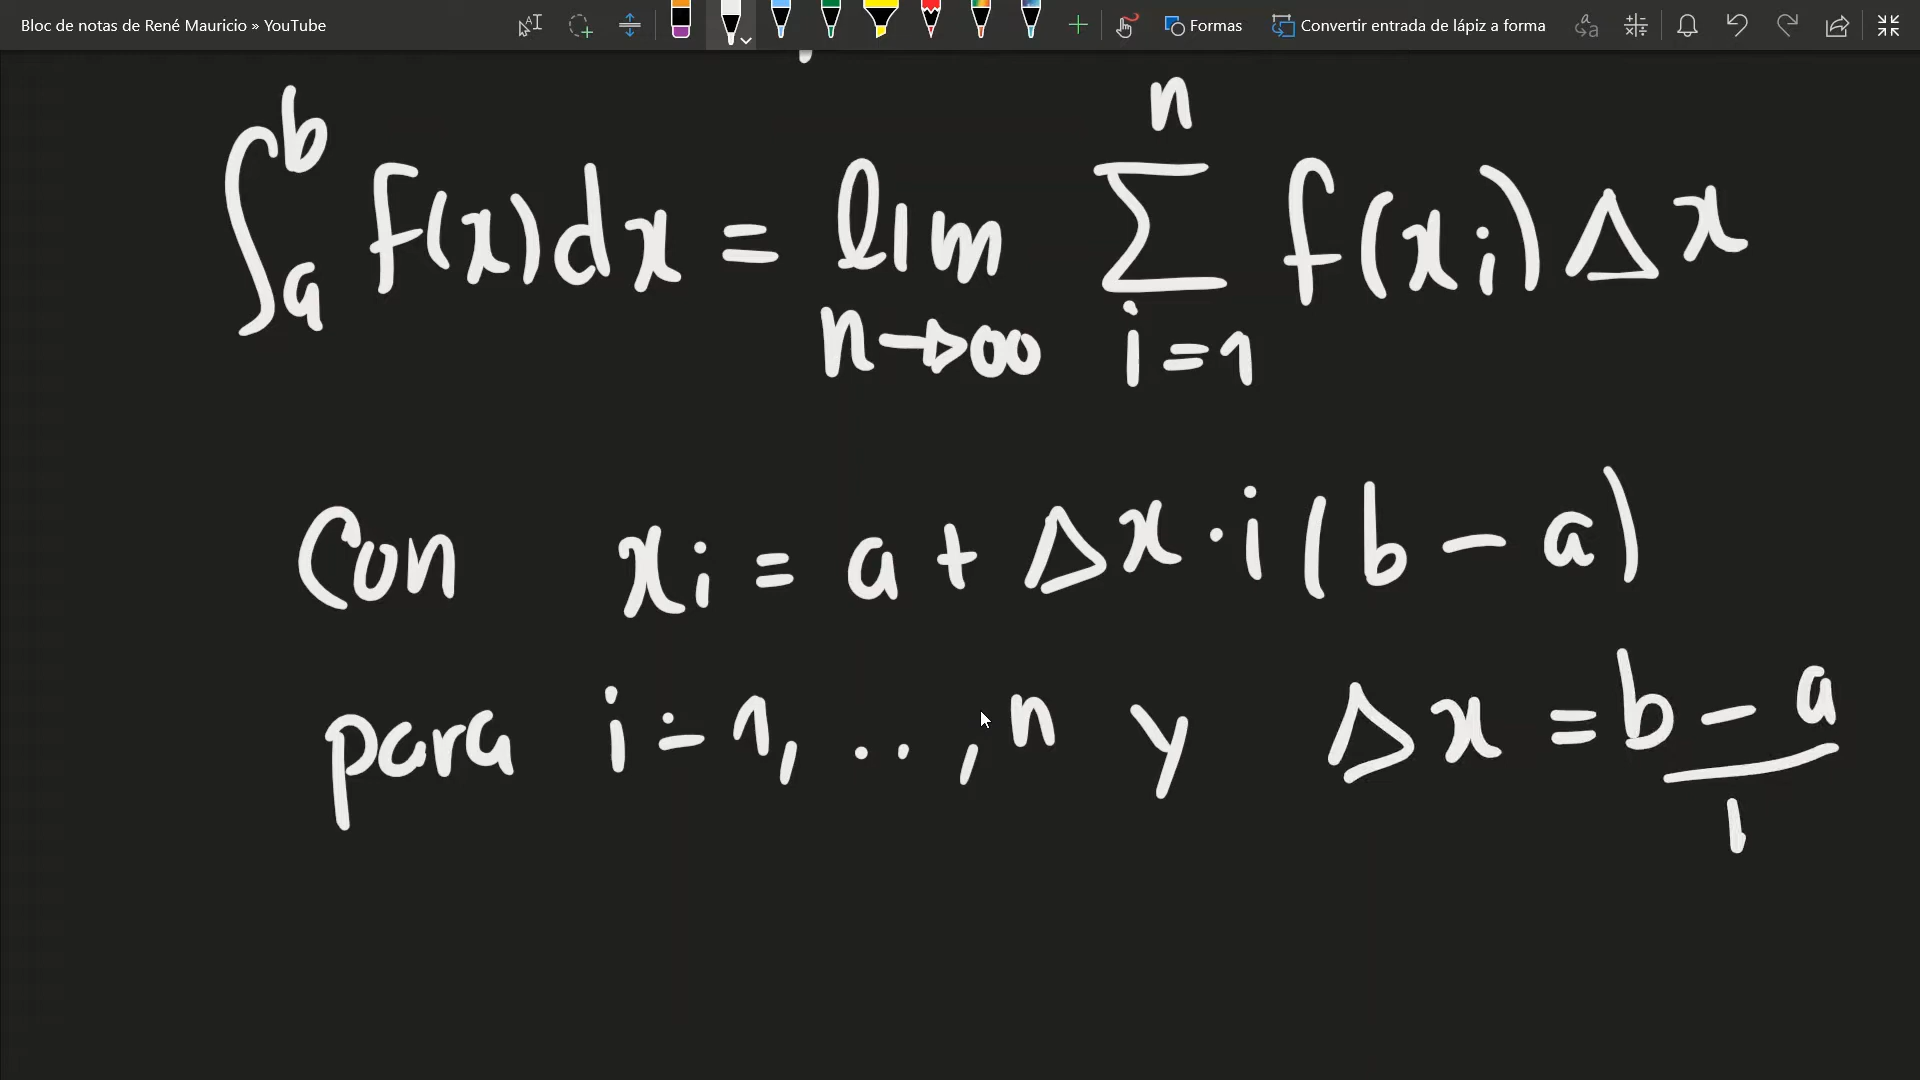 Bloc de notas de René Mauricio » YouTube
Formas
Convertir entrada de lápiz a forma
∫_a^b f(x)dx = lim_{n→∞} ∑_{i=1}^{n} f(xi)Δx
Con xi = a + Δx·i(b - a)
para i = 1, .. , n y Δx = b - a